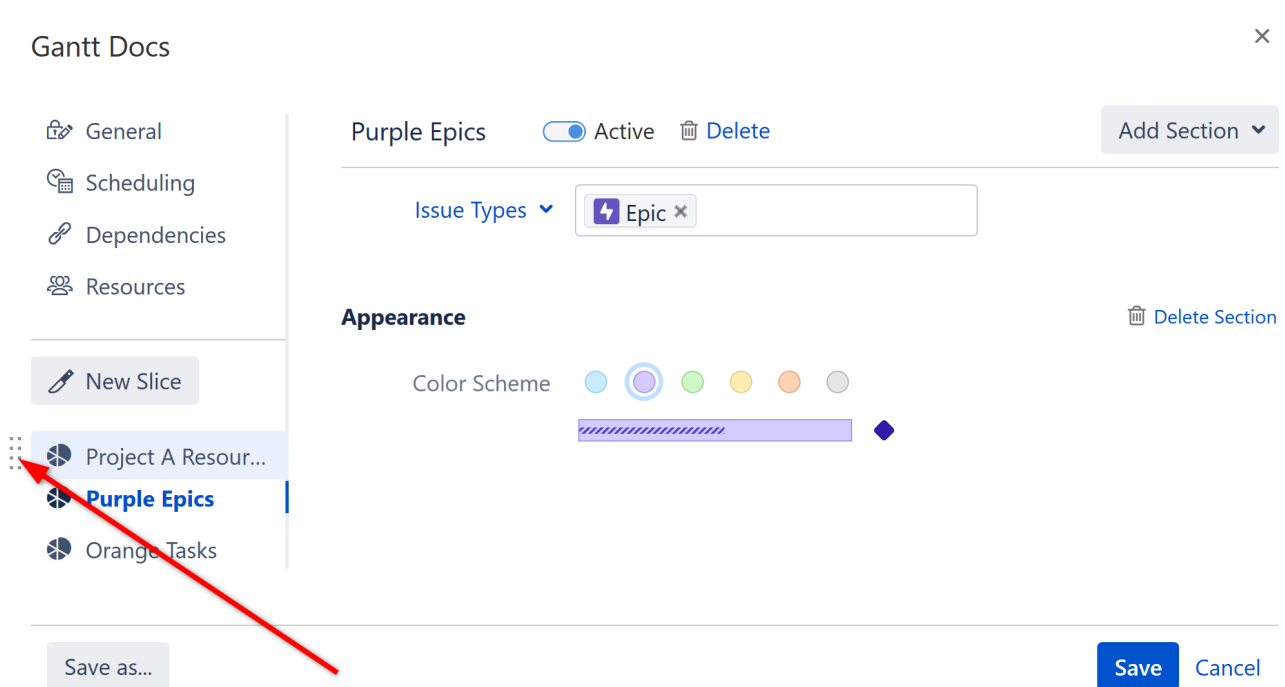 Gantt Docs
General
Scheduling
Dependencies
Resources
New Slice
Project A Resour...
Purple Epics
Orange Tasks
Purple Epics
Active
Delete
Add Section
Issue Types
Epic
Appearance
Delete Section
Color Scheme
Save as...
Save
Cancel